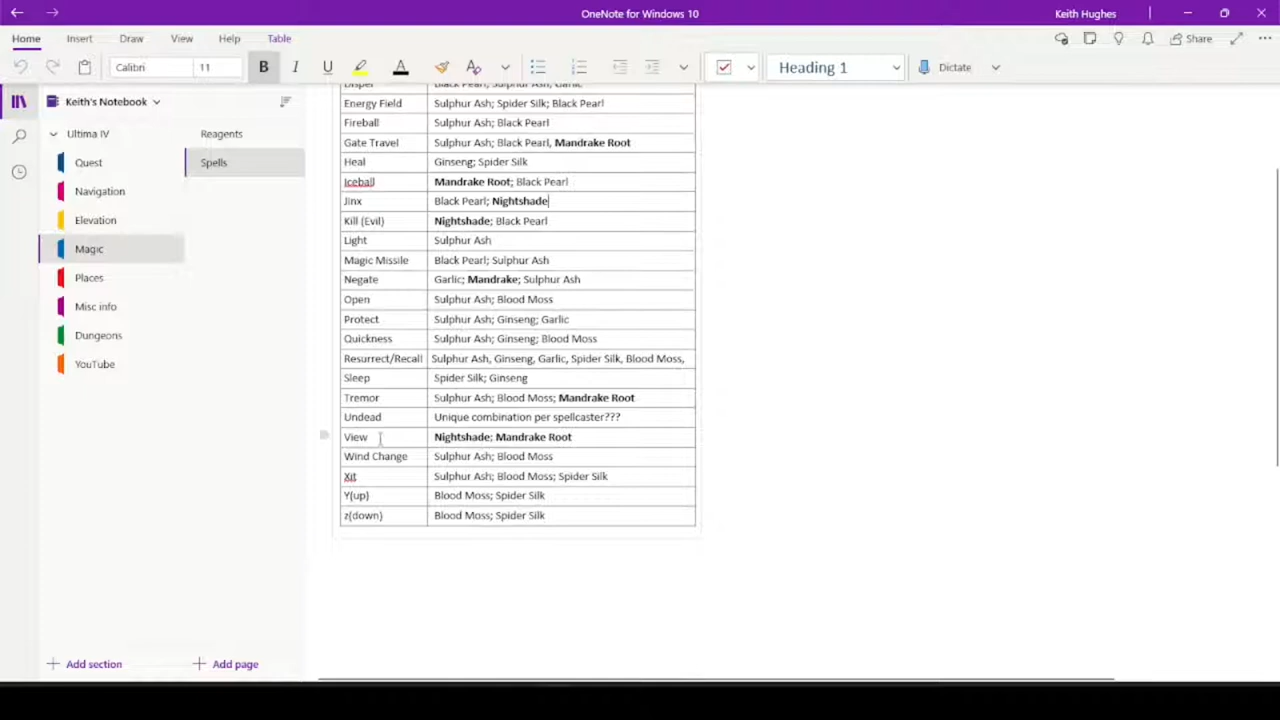 OneNote for Windows 10
Keith Hughes
Home Insert Draw View Help Table
Share
Calibri 11 B I U A Heading 1 Dictate
Keith's Notebook
Ultima IV
Quest
Navigation
Elevation
Magic
Places
Misc info
Dungeons
YouTube
Reagents
Spells
Dispel Black Pearl; Sulphur Ash; Garlic
Energy Field Sulphur Ash; Spider Silk; Black Pearl
Fireball Sulphur Ash; Black Pearl
Gate Travel Sulphur Ash; Black Pearl, Mandrake Root
Heal Ginseng; Spider Silk
Iceball Mandrake Root; Black Pearl
Jinx Black Pearl; Nightshade
Kill (Evil) Nightshade; Black Pearl
Light Sulphur Ash
Magic Missile Black Pearl; Sulphur Ash
Negate Garlic; Mandrake; Sulphur Ash
Open Sulphur Ash; Blood Moss
Protect Sulphur Ash; Ginseng; Garlic
Quickness Sulphur Ash; Ginseng; Blood Moss
Resurrect/Recall Sulphur Ash, Ginseng, Garlic, Spider Silk, Blood Moss,
Sleep Spider Silk; Ginseng
Tremor Sulphur Ash; Blood Moss; Mandrake Root
Undead Unique combination per spellcaster???
View Nightshade; Mandrake Root
Wind Change Sulphur Ash; Blood Moss
Xit Sulphur Ash; Blood Moss; Spider Silk
Y(up) Blood Moss; Spider Silk
z(down) Blood Moss; Spider Silk
Add section Add page